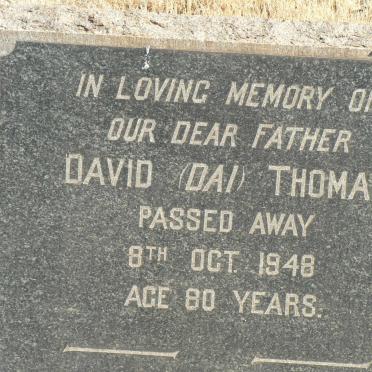 IN LOVING MEMORY OF
OUR DEAR FATHER
DAVID (DAI) THOMA
PASSED AWAY
8TH OCT. 1948
AGE 80 YEARS.